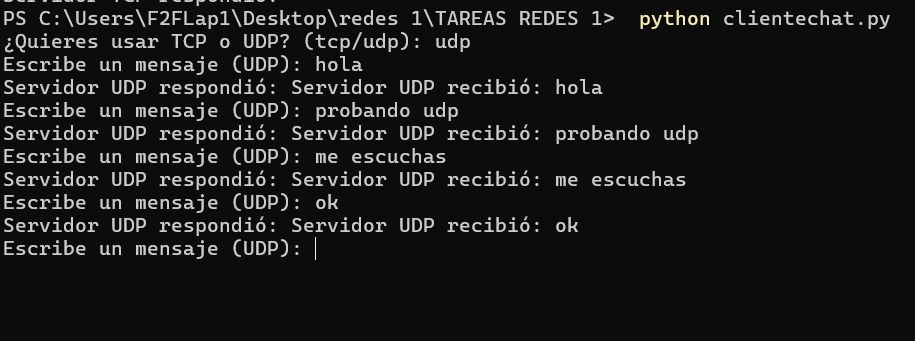 PS C:\Users\F2FLap1\Desktop\redes 1\TAREAS REDES 1>  python clientechat.py
¿Quieres usar TCP o UDP? (tcp/udp): udp
Escribe un mensaje (UDP): hola
Servidor UDP respondió: Servidor UDP recibió: hola
Escribe un mensaje (UDP): probando udp
Servidor UDP respondió: Servidor UDP recibió: probando udp
Escribe un mensaje (UDP): me escuchas
Servidor UDP respondió: Servidor UDP recibió: me escuchas
Escribe un mensaje (UDP): ok
Servidor UDP respondió: Servidor UDP recibió: ok
Escribe un mensaje (UDP):